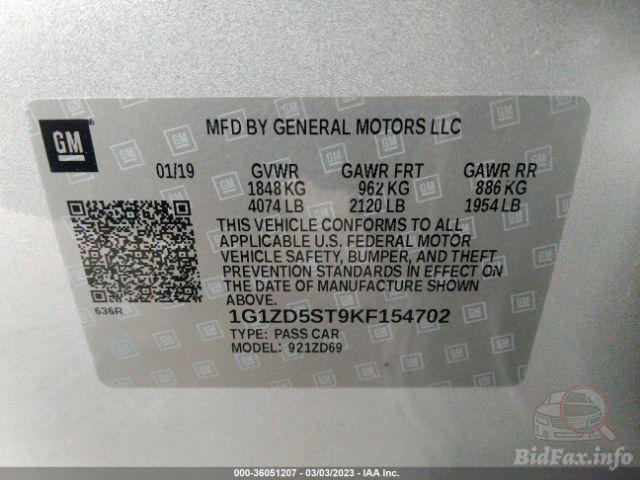 GM
MFD BY GENERAL MOTORS LLC
01/19 GVWR GAWR FRT GAWR RR
1848 KG 962 KG 886 KG
4074 LB 2120 LB 1954 LB
THIS VEHICLE CONFORMS TO ALL
APPLICABLE U.S. FEDERAL MOTOR
VEHICLE SAFETY, BUMPER, AND THEFT
PREVENTION STANDARDS IN EFFECT ON
THE DATE OF MANUFACTURE SHOWN
ABOVE.
636R
1G1ZD5ST9KF154702
TYPE: PASS CAR
MODEL: 921ZD69
BidFax.info
000-36051207 - 03/03/2023 - IAA Inc.